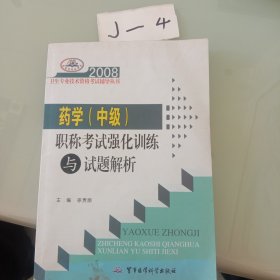 J-4
2008
卫生专业技术资格考试辅导丛书
药学（中级）
职称考试强化训练
与试题解析
主编
YAOXUE ZHONGJI
ZHICHENG KAOSHI QIANGHUA
XUNLIAN YU SHITI JIEXI
军事医学科学出版社